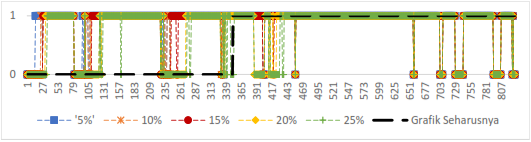 1
0
1 27 53 79 105 131 157 183 209 235 261 287 313 339 365 391 417 443 469 495 521 547 573 599 625 651 677 703 729 755 781 807
'5%' 10% 15% 20% 25% Grafik Seharusnya